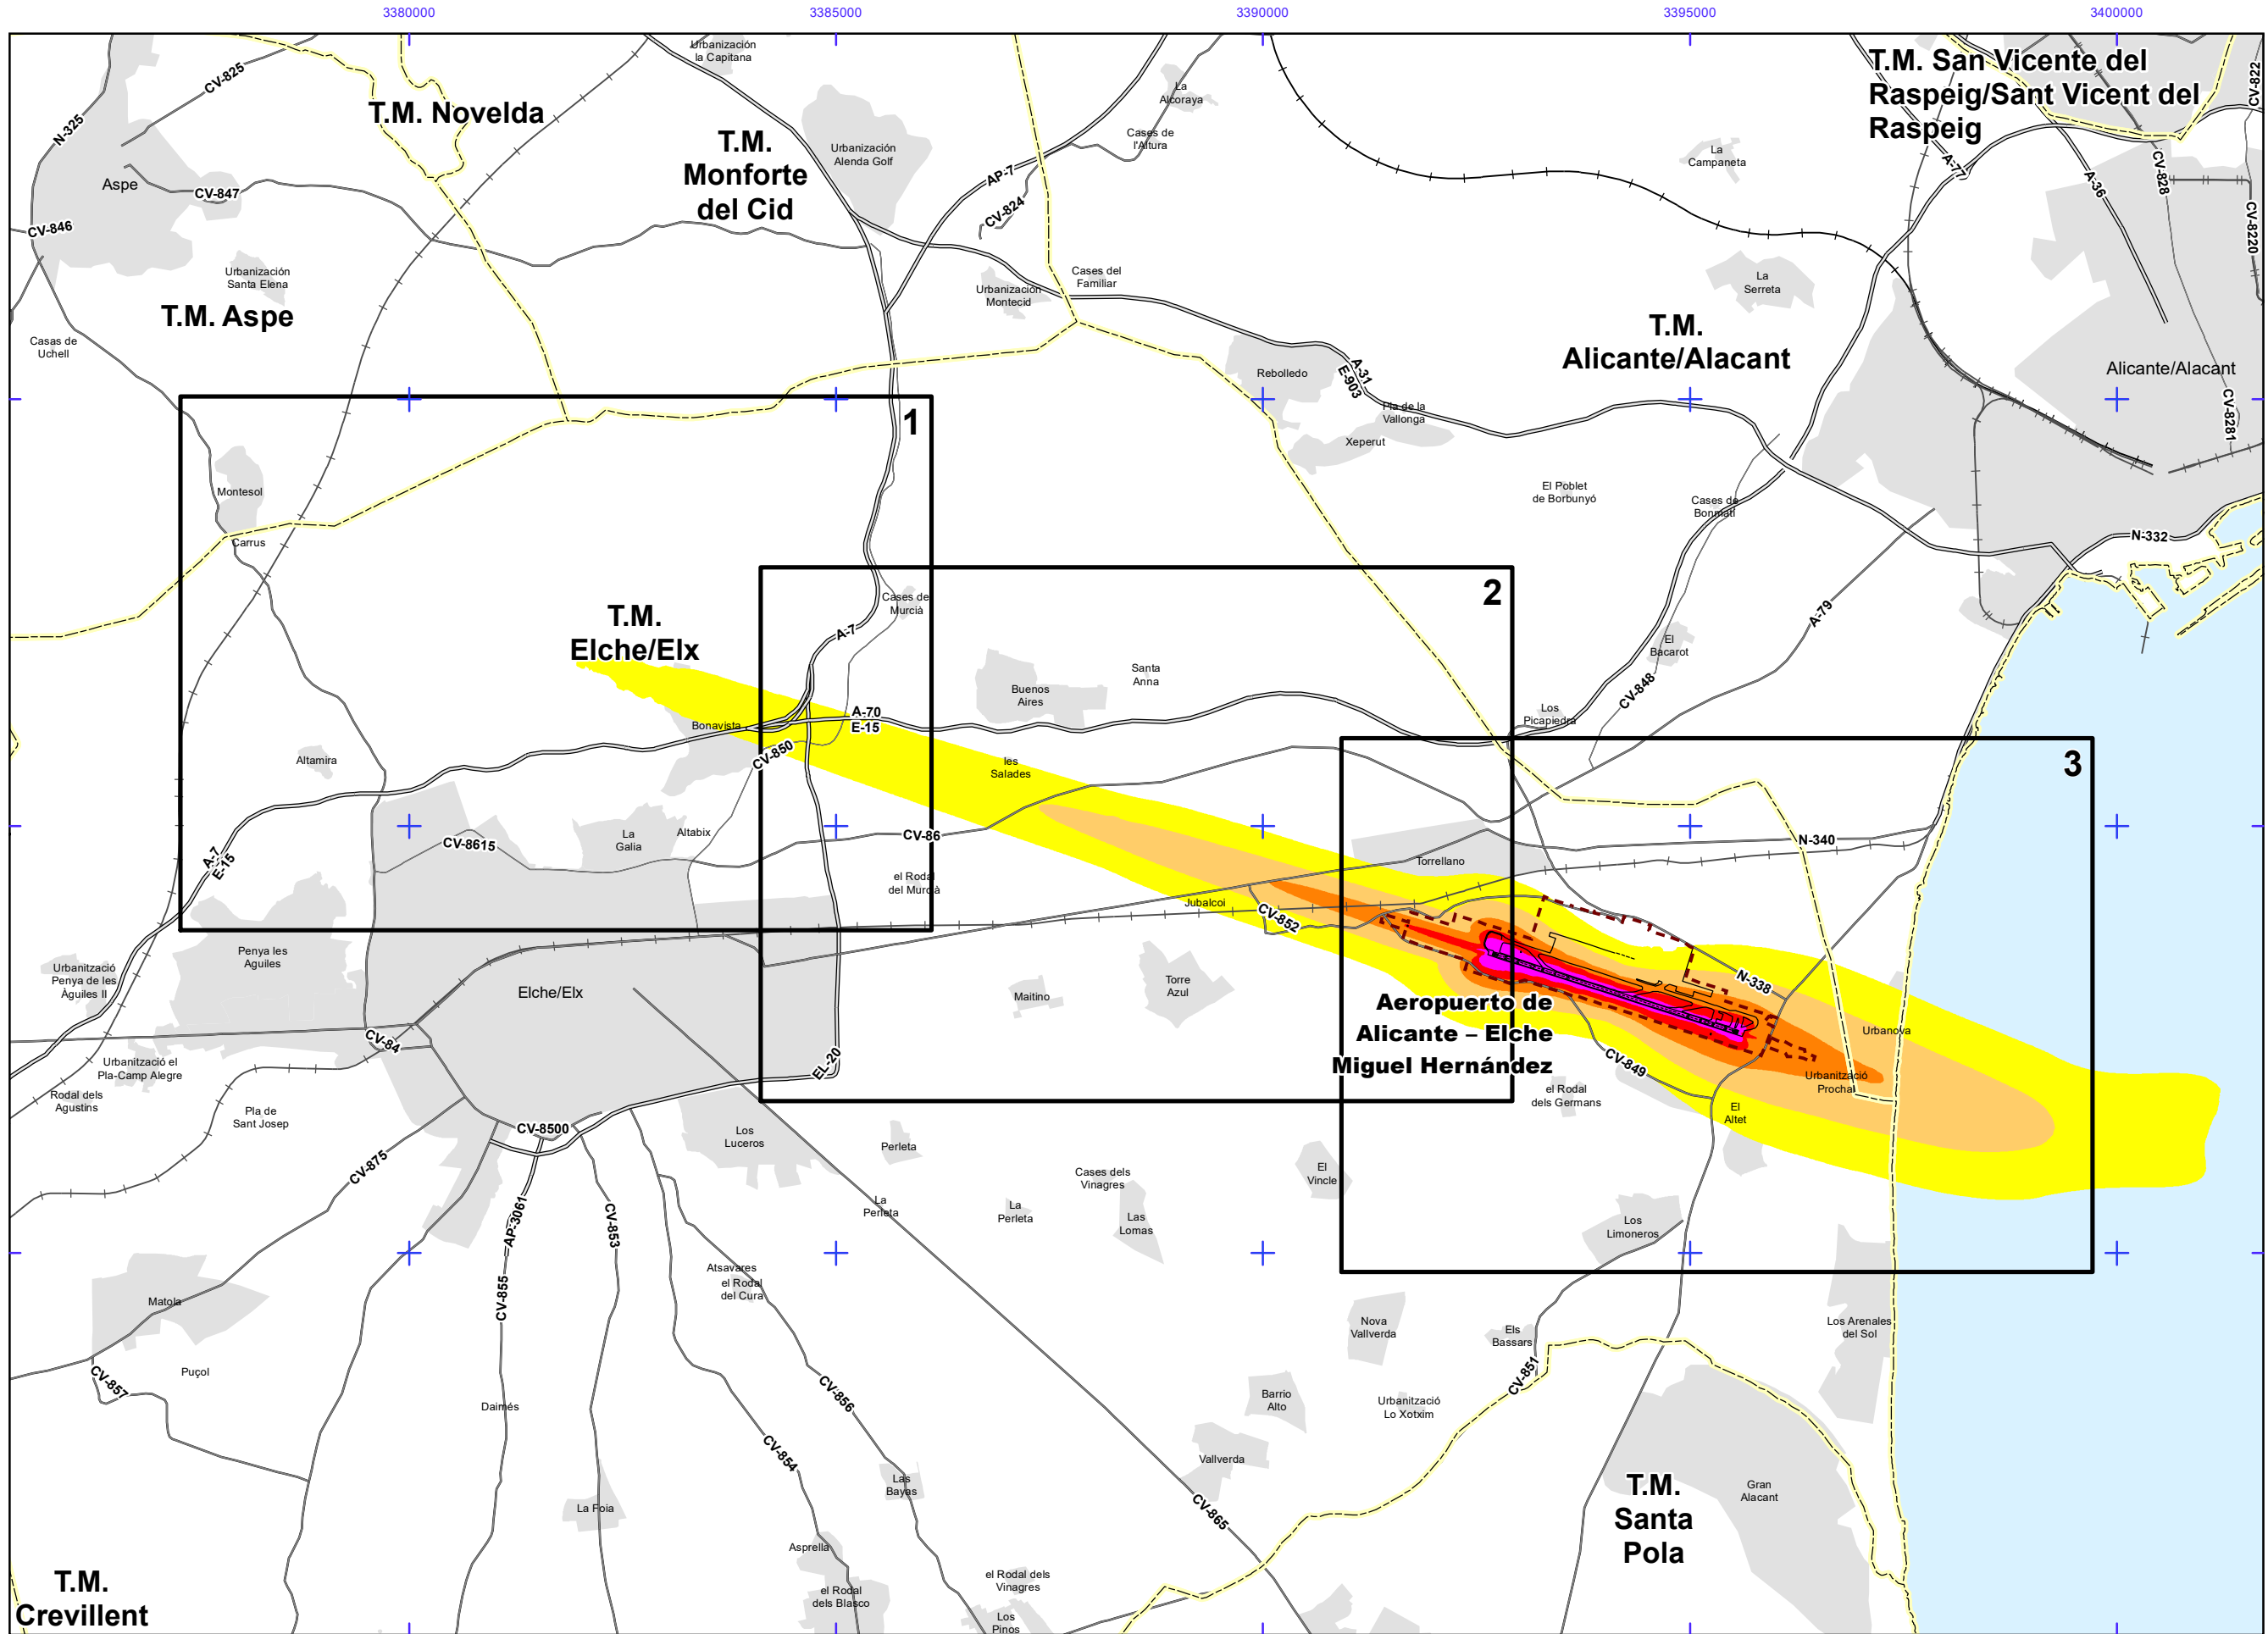 3380000
3385000
3390000
3395000
3400000
Urbanización
la Capitana
CV-825
N-325
T.M. Novelda
La
Alcoraya
T.M. San Vicente del
Raspeig/Sant Vicent del
Raspeig
CV-822
T.M.
Monforte
del Cid
Urbanización
Alenda Golf
Cases de
l'Altura
La
Campaneta
A-77
A-36
CV-828
CV-8220
Aspe
CV-847
AP-7
CV-824
CV-846
Urbanización
Santa Elena
Urbanización
Montecid
Cases del
Familiar
La
Serreta
T.M. Aspe
Casas de
Uchell
T.M.
Alicante/Alacant
Rebolledo
A-31
E-903
Alicante/Alacant
CV-8281
1
Pla de la
Vallonga
Xeperut
Montesol
El Poblet
de Borbunyó
Cases de
Bonmatí
Carrus
N-332
2
Cases de
Murcià
T.M.
Elche/Elx
A-7
A-79
El
Bacarot
Santa
Anna
Buenos
Aires
CV-848
Los
Picapiedra
Bonavista
A-70
E-15
CV-850
Altamira
les
Salades
3
La
Galia
Altabix
CV-86
CV-8615
A-7
E-15
N-340
Torrellano
el Rodal
del Murcià
Jubalcoi
CV-852
Penya les
Aguiles
Urbanització
Penya de les
Àguiles II
Elche/Elx
Maitino
Torre
Azul
N-338
Aeropuerto de
Alicante – Elche
Miguel Hernández
Urbanova
CV-84
Urbanització el
Pla-Camp Alegre
EL-20
CV-849
Urbanització
Prochal
Rodal dels
Agustins
Pla de
Sant Josep
el Rodal
dels Germans
El
Altet
CV-8500
Los
Luceros
Perleta
CV-875
Cases dels
Vinagres
El
Vincle
AP-3061
CV-853
La
Perleta
La
Perleta
Las
Lomas
Los
Limoneros
Atsavares
el Rodal
del Cura
CV-855
Matola
Nova
Vallverda
Els
Bassars
Los Arenales
del Sol
CV-857
Puçol
CV-856
CV-851
Daimés
Barrio
Alto
Urbanització
Lo Xotxim
CV-854
Vallverda
Las
Bayas
T.M.
Santa
Pola
Gran
Alacant
La Foia
CV-865
Asprella
T.M.
Crevillent
el Rodal
dels Blasco
el Rodal dels
Vinagres
Los
Pinos